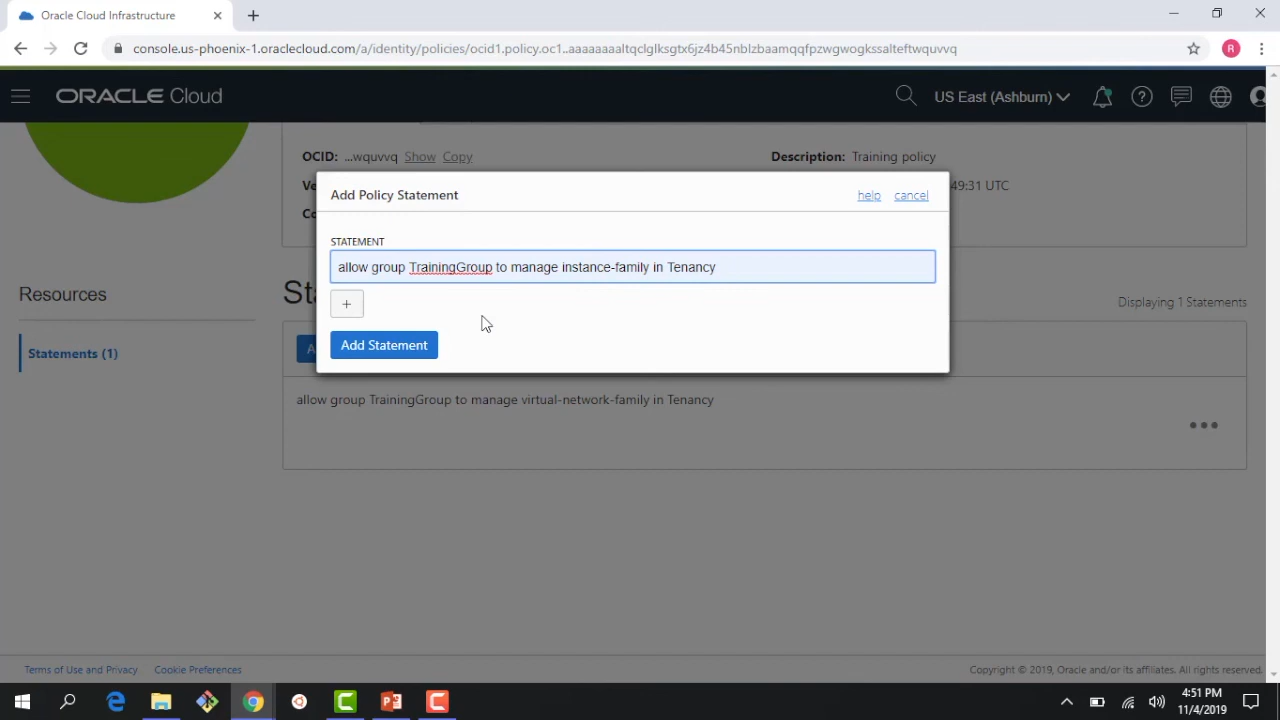 Oracle Cloud Infrastructure
console.us-phoenix-1.oraclecloud.com/a/identity/policies/ocid1.policy.oc1..aaaaaaaaltqclglksgtx6jz4b45nblzbaamqqfpzwgwogkssalteftwquvvq
R
ORACLE Cloud
US East (Ashburn)
OCID: ...wquvvq Show Copy
Description: Training policy
49:31 UTC
Add Policy Statement
help
cancel
STATEMENT
allow group TrainingGroup to manage instance-family in Tenancy
+
Add Statement
Resources
Displaying 1 Statements
Statements (1)
allow group TrainingGroup to manage virtual-network-family in Tenancy
Terms of Use and Privacy
Cookie Preferences
Copyright © 2019, Oracle and/or its affiliates. All rights reserved.
4:51 PM
11/4/2019